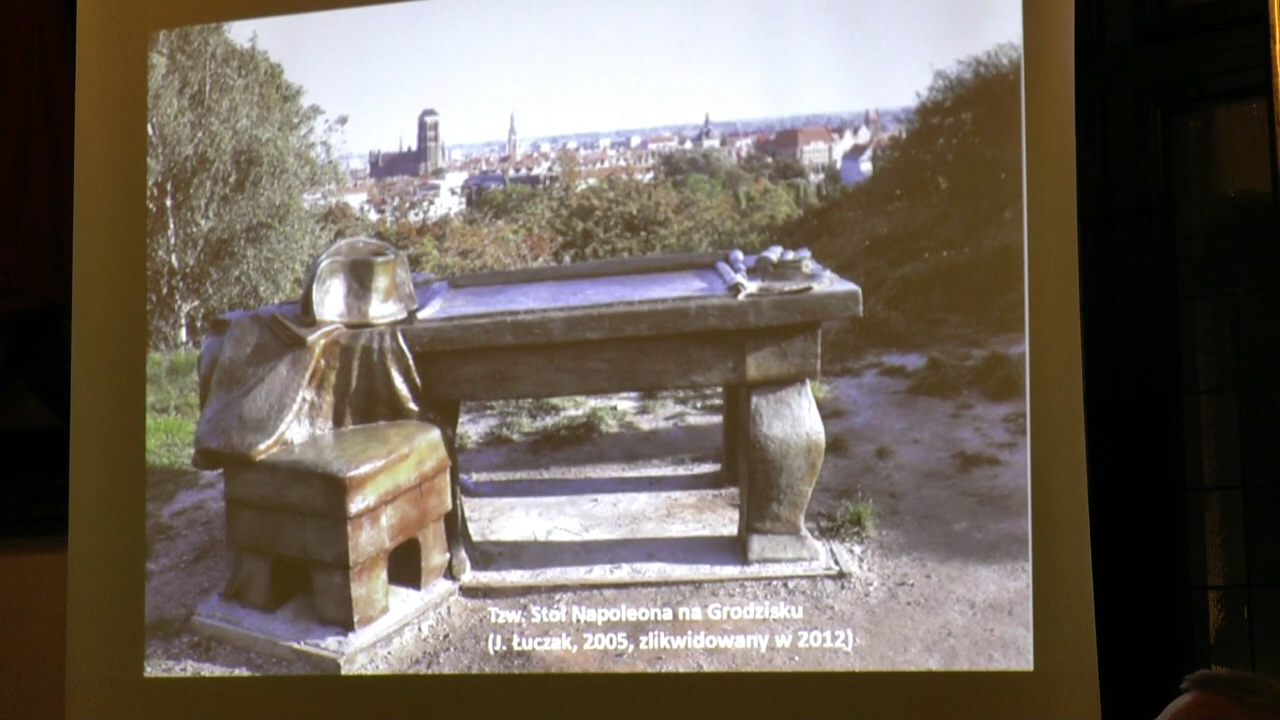 Tzw. Stół Napoleona na Grodzisku
(J. Łuczak, 2005, zlikwidowany w 2012)